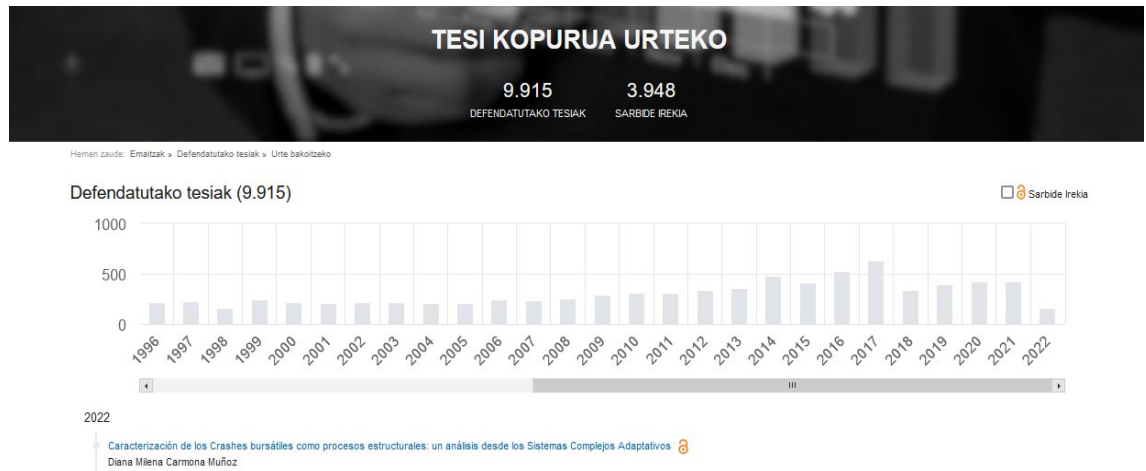 TESI KOPURUA URTEKO
9.915 3.948
DEFENDATUTAKO TESIAK SARBIDE IREKIA
Hemen zaude: Emaitzak » Defendatutako tesiak » Urte bakoitzeko
Defendatutako tesiak (9.915)
Sarbide Irekia
1000
500
0
1996 1997 1998 1999 2000 2001 2002 2003 2004 2005 2006 2007 2008 2009 2010 2011 2012 2013 2014 2015 2016 2017 2018 2019 2020 2021 2022
2022
Caracterización de los Crashes bursátiles como procesos estructurales: un análisis desde los Sistemas Complejos Adaptativos
Diana Milena Carmona Muñoz